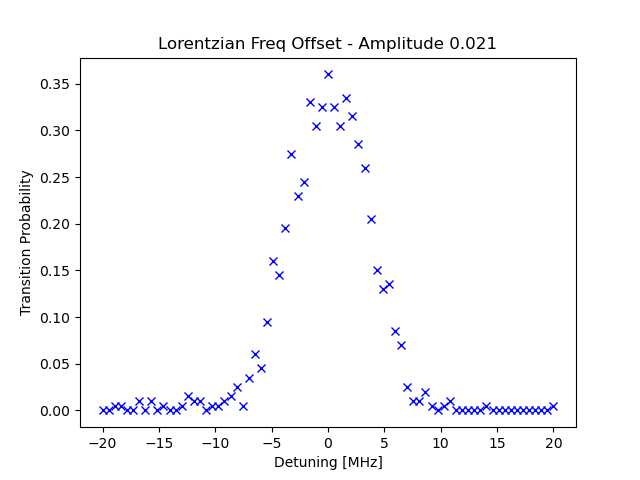 Lorentzian Freq Offset - Amplitude 0.021
0.35
0.30
0.25
0.20
0.15
0.10
0.05
0.00
Transition Probability
−20 −15 −10 −5 0 5 10 15 20
Detuning [MHz]